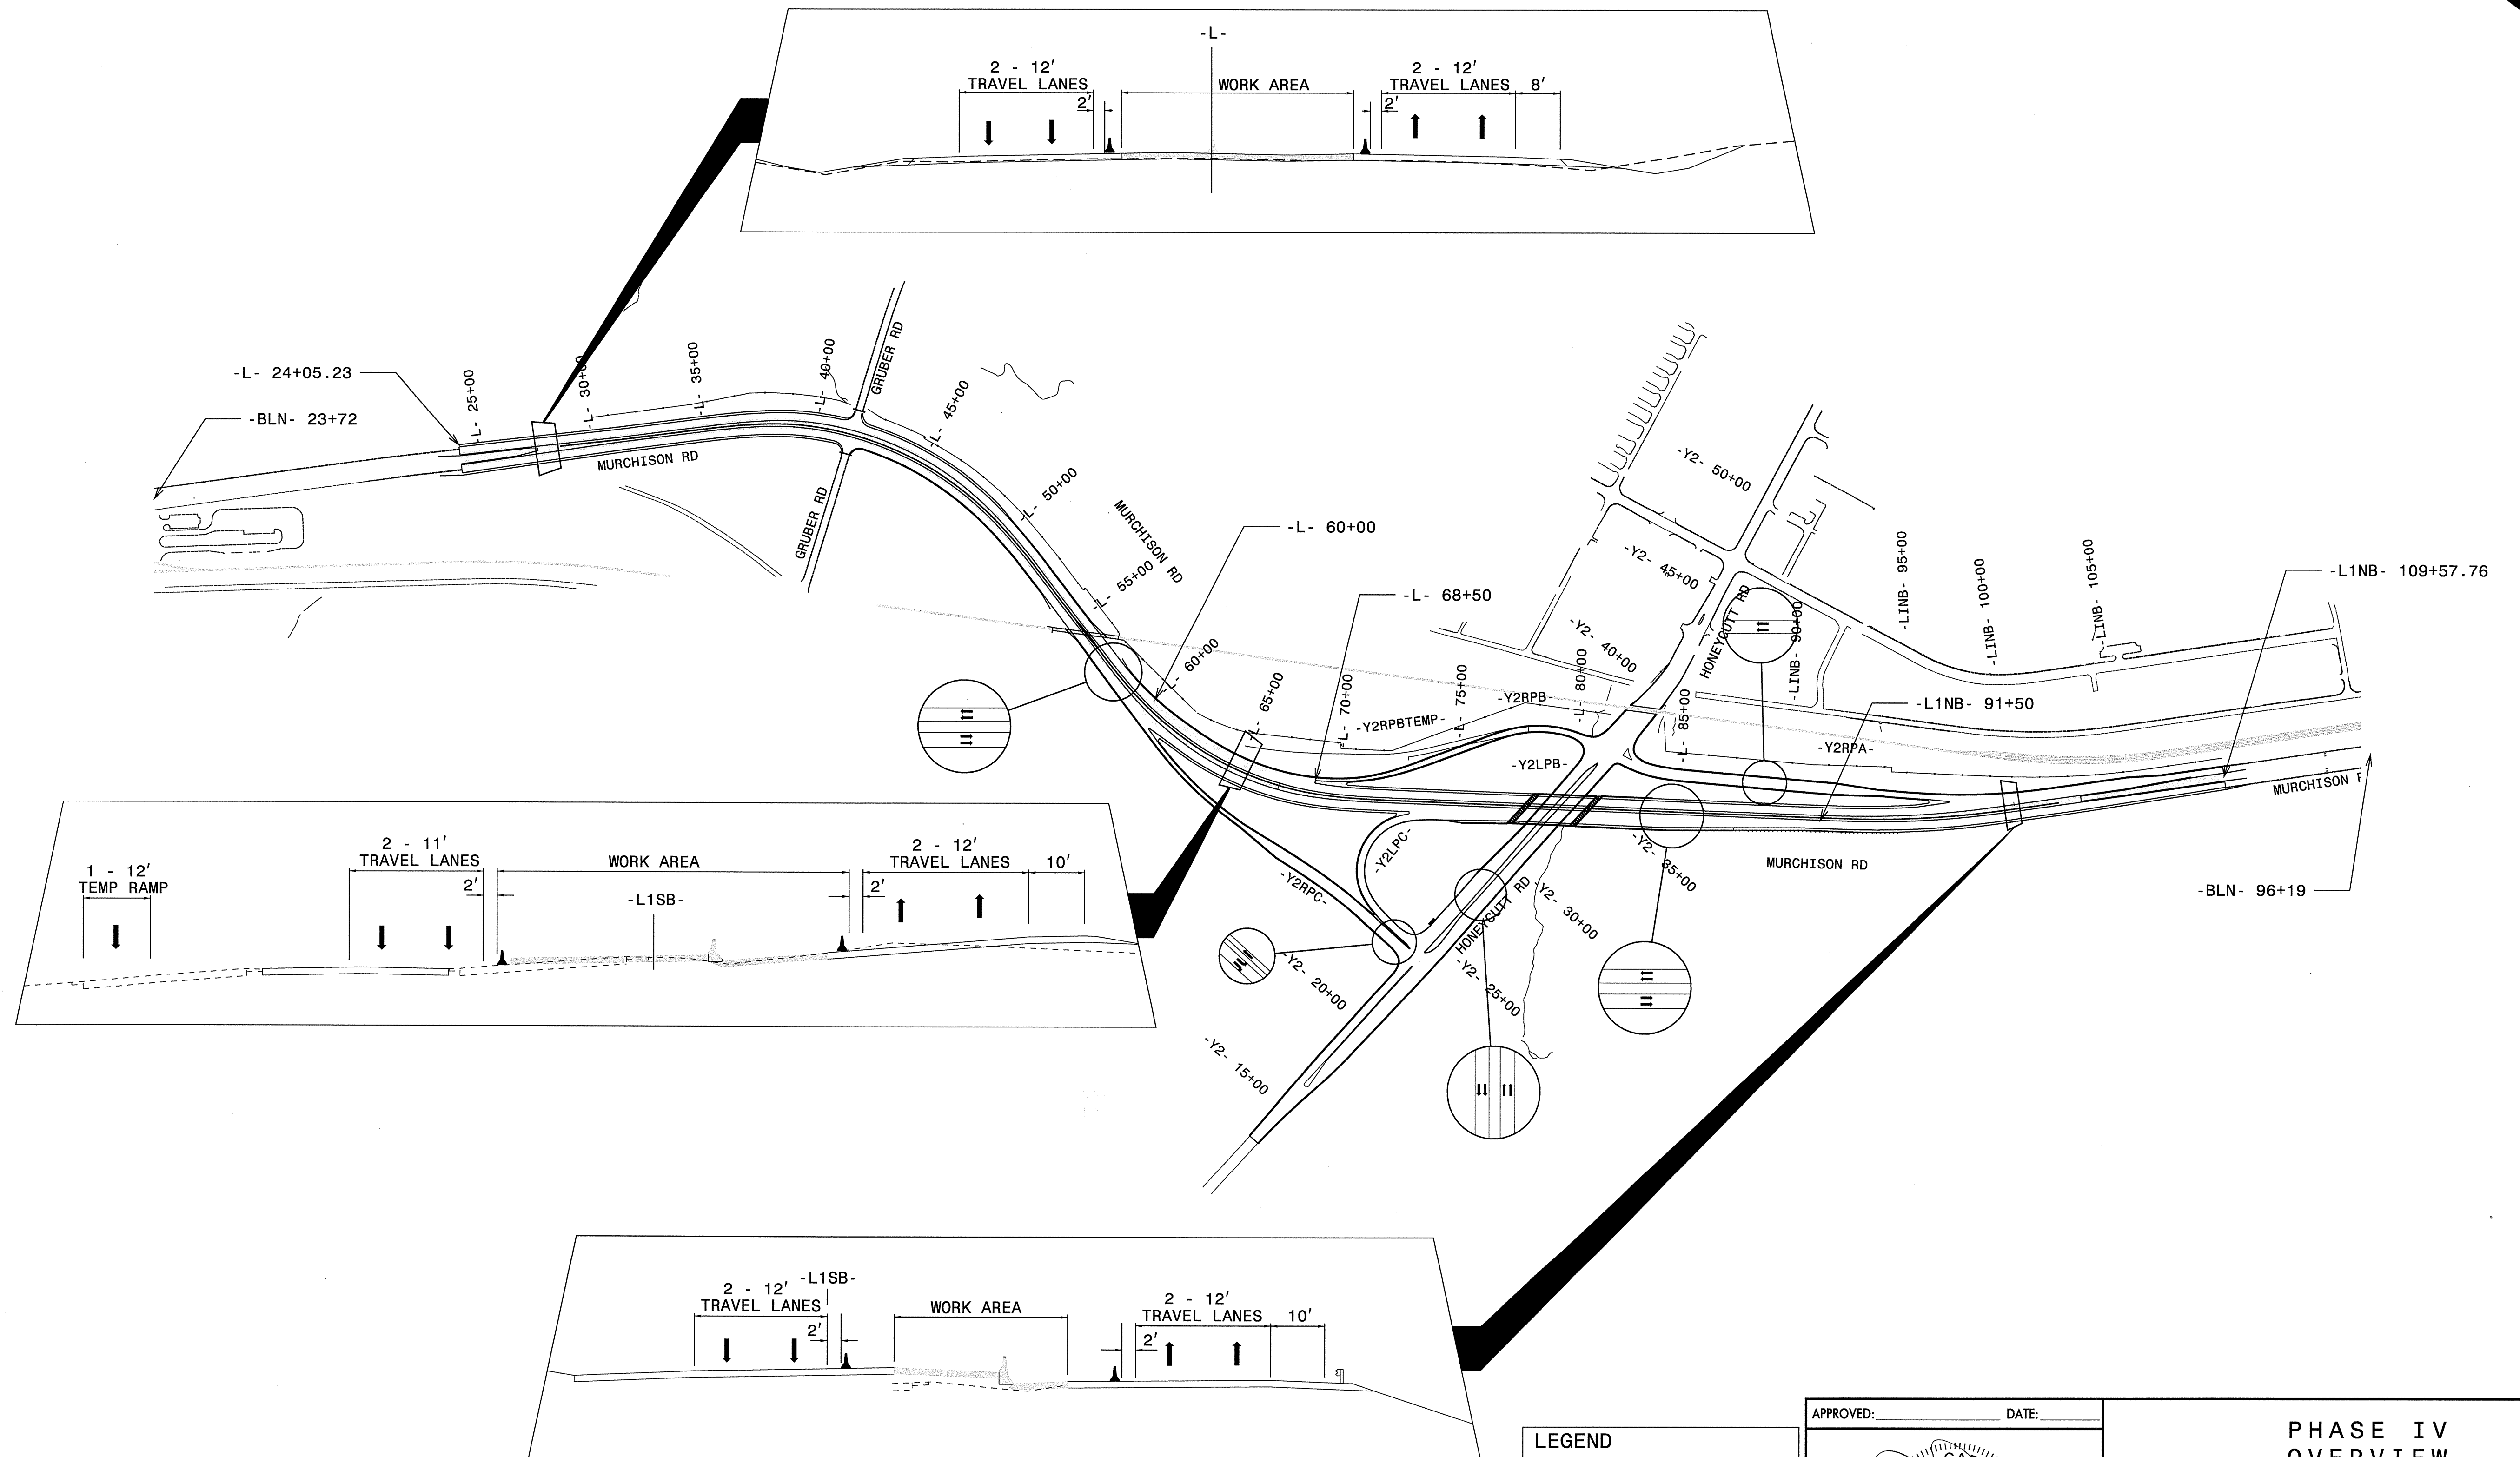 -L-
2 - 12'
TRAVEL LANES
2'
WORK AREA
2'
2 - 12'
TRAVEL LANES
8'
-L- 24+05.23
-BLN- 23+72
-L- 25+00
-L- 30+00
-L- 35+00
-L- 40+00
GRUBER RD
-L- 45+00
MURCHISON RD
GRUBER RD
-L- 50+00
MURCHISON RD
-L- 55+00
-L- 60+00
-L- 60+00
-L- 65+00
-L- 68+50
-L- 70+00
-Y2RPBTEMP-
-L- 75+00
-Y2RPB-
-L- 80+00
-Y2- 50+00
-Y2- 45+00
-Y2- 40+00
HONEYCUTT RD
-L- 85+00
-LINB- 90+00
-LINB- 95+00
-LINB- 100+00
-LINB- 105+00
-L1NB- 109+57.76
-L1NB- 91+50
-Y2RPA-
-Y2LPB-
MURCHISON R
-BLN- 96+19
MURCHISON RD
-Y2- 35+00
-Y2LPC-
-Y2RPC-
HONEYCUTT RD
-Y2- 30+00
-Y2- 25+00
-Y2- 20+00
-Y2- 15+00
1 - 12'
TEMP RAMP
2 - 11'
TRAVEL LANES
2'
WORK AREA
-L1SB-
2'
2 - 12'
TRAVEL LANES
10'
-L1SB-
2 - 12'
TRAVEL LANES
2'
WORK AREA
2'
2 - 12'
TRAVEL LANES
10'
LEGEND
APPROVED: DATE:
PHASE IV
OVERVIEW